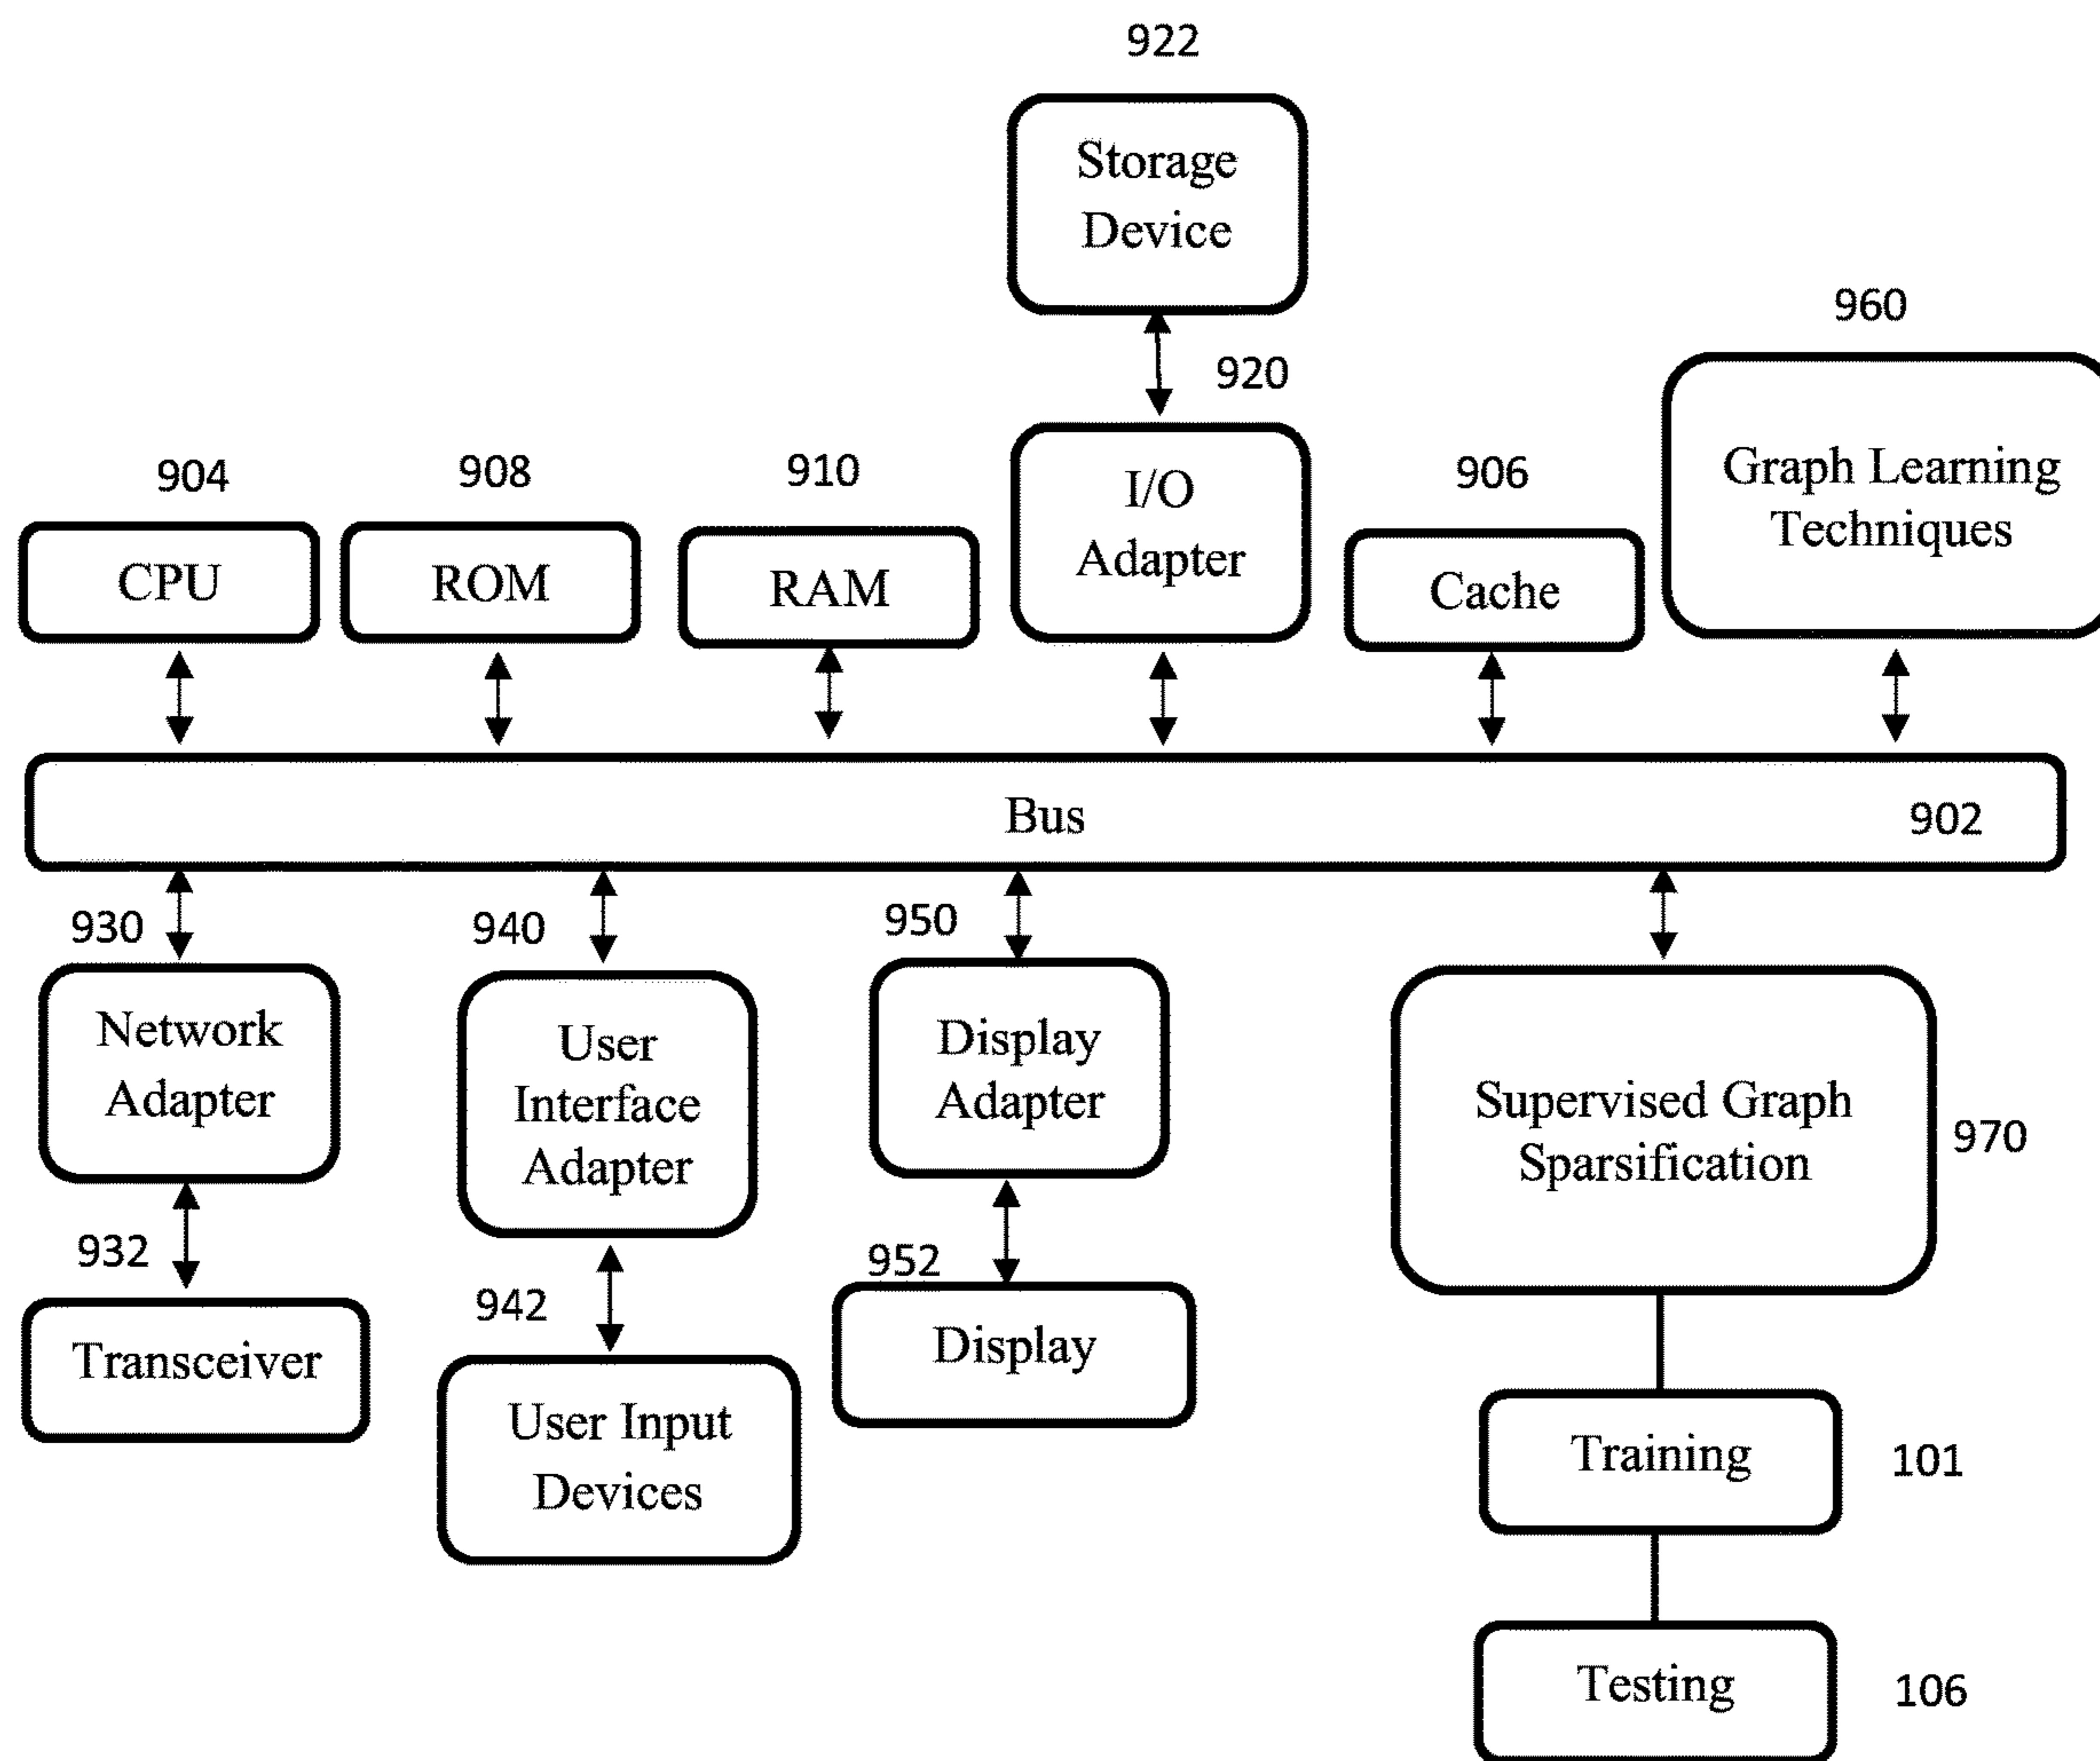 922
Storage
Device
960
920
904
908
910
I/O
Adapter
906
Graph Learning
Techniques
CPU
ROM
RAM
Cache
Bus
902
930
940
950
Network
Adapter
User
Interface
Adapter
Display
Adapter
Supervised Graph
Sparsification
970
932
942
952
Transceiver
User Input
Devices
Display
Training
101
Testing
106